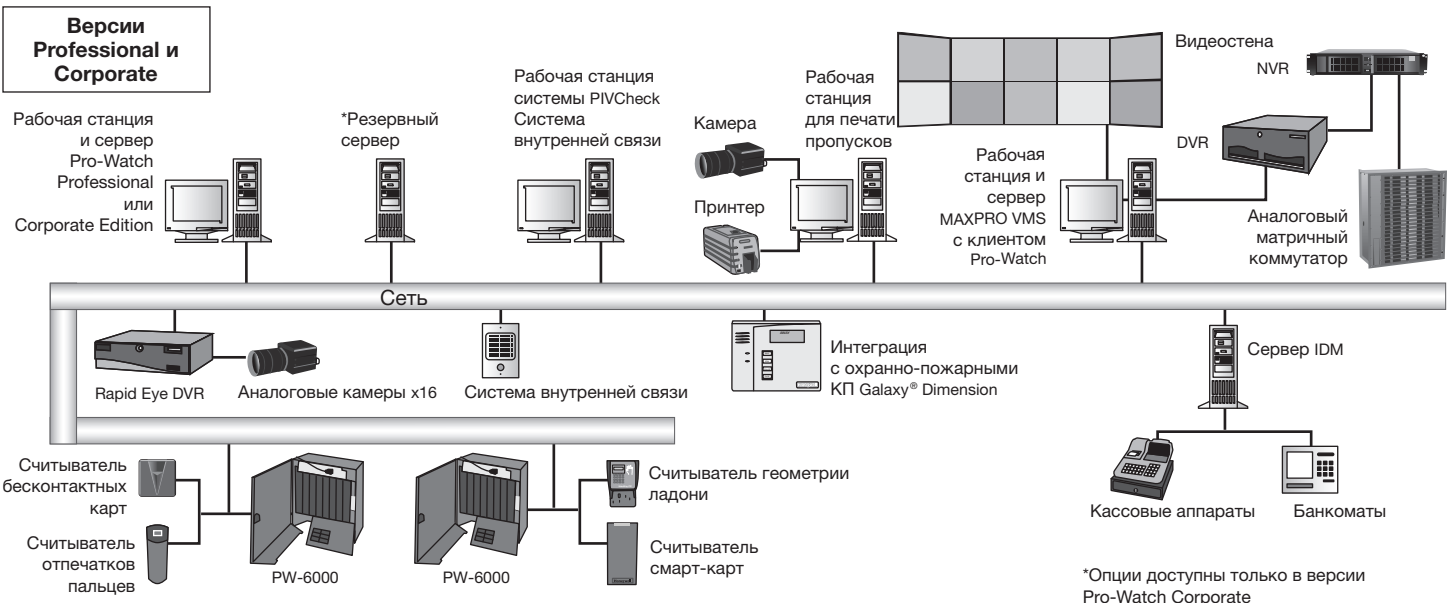 Версии
Professional и
Corporate
Рабочая станция
и сервер
Pro-Watch
Professional
или
Corporate Edition
*Резервный
сервер
Рабочая станция
системы PIVCheck
Система
внутренней связи
Камера
Принтер
Рабочая
станция
для печати
пропусков
Рабочая
станция и
сервер
MAXPRO VMS
с клиентом
Pro-Watch
Видеостена
NVR
DVR
Аналоговый
матричный
коммутатор
Сеть
Rapid Eye DVR
Аналоговые камеры x16
Система внутренней связи
Интеграция
с охранно-пожарными
КП Galaxy® Dimension
Сервер IDM
Считыватель
бесконтактных
карт
Считыватель
отпечатков
пальцев
PW-6000
PW-6000
Считыватель геометрии
ладони
Считыватель
смарт-карт
Кассовые аппараты
Банкоматы
*Опции доступны только в версии
Pro-Watch Corporate